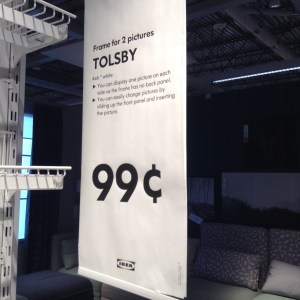 Frame for 2 pictures
TOLSBY
white
▸ You can display one picture on each
side as the frame has no back panel.
▸ You can easily change pictures by
sliding up the front panel and inserting
the picture.
99¢
IKEA